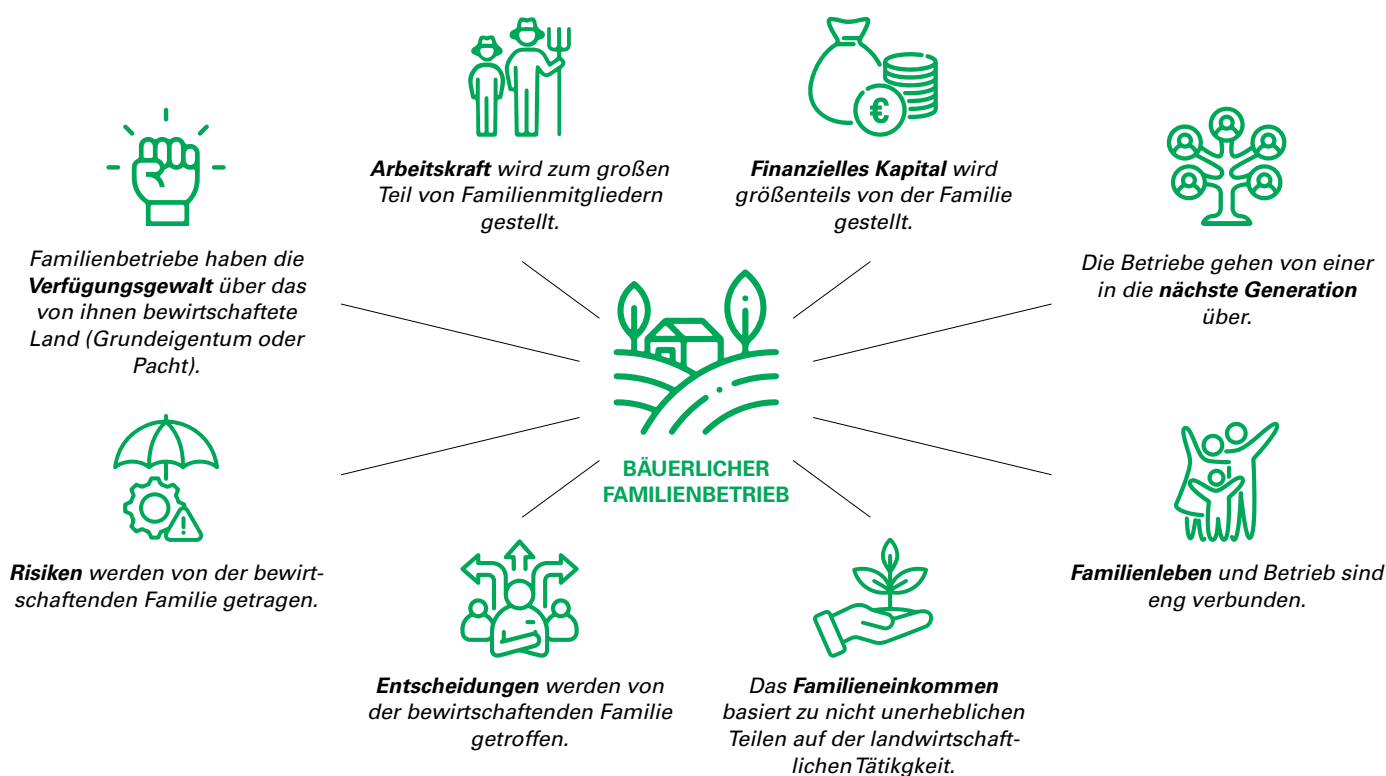 Arbeitskraft wird zum großen
Teil von Familienmitgliedern
gestellt.
Finanzielles Kapital wird
größenteils von der Familie
gestellt.
Familienbetriebe haben die
Verfügungsgewalt über das
von ihnen bewirtschaftete
Land (Grundeigentum oder
Pacht).
Die Betriebe gehen von einer
in die nächste Generation
über.
BÄUERLICHER
FAMILIENBETRIEB
Risiken werden von der bewirt-
schaftenden Familie getragen.
Familienleben und Betrieb sind
eng verbunden.
Entscheidungen werden von
der bewirtschaftenden Familie
getroffen.
Das Familieneinkommen
basiert zu nicht unerheblichen
Teilen auf der landwirtschaft-
lichen Tätikgkeit.